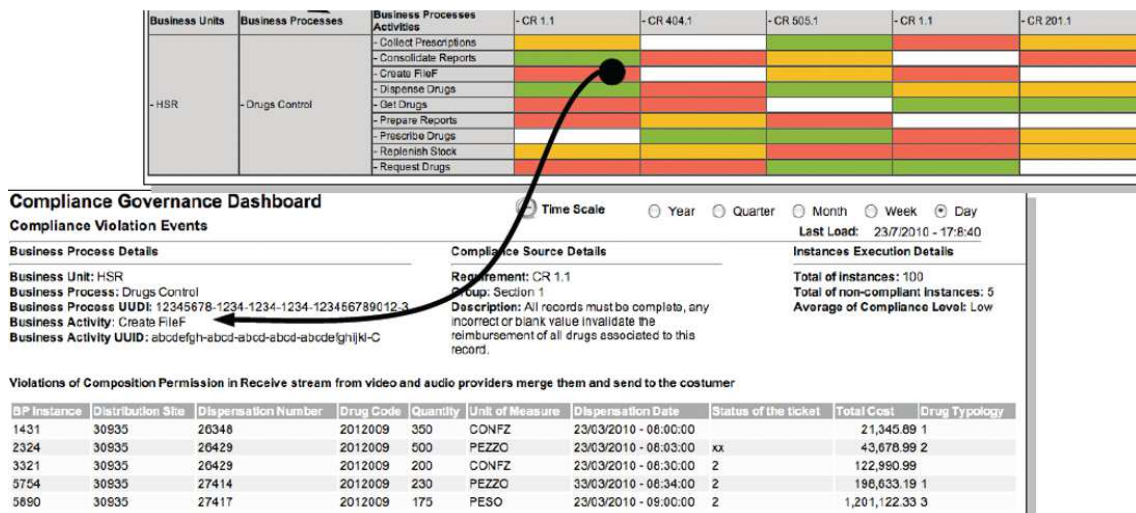 Business Units Business Processes Business Processes Activities - CR 1.1 - CR 404.1 - CR 505.1 - CR 1.1 - CR 201.1
- Collect Prescriptions
- Consolidate Reports
- Create FileF
- Dispense Drugs
- HSR - Drugs Control - Get Drugs
- Prepare Reports
- Prescribe Drugs
- Replenish Stock
- Request Drugs
Compliance Governance Dashboard
Time Scale Year Quarter Month Week Day
Compliance Violation Events
Last Load: 23/7/2010 - 17:8:40
Business Process Details Compliance Source Details Instances Execution Details
Business Unit: HSR Requirement: CR 1.1 Total of instances: 100
Business Process: Drugs Control Group: Section 1 Total of non-compliant instances: 5
Business Process UUDI: 12345678-1234-1234-1234-123456789012-3 Description: All records must be complete, any Average of Compliance Level: Low
Business Activity: Create FileF incorrect or blank value invalidate the
Business Activity UUID: abcdefgh-abcd-abcd-abcd-abcdefghijkl-C reimbursement of all drugs associated to this
record.
Violations of Composition Permission in Receive stream from video and audio providers merge them and send to the costumer
BP Instance Distribution Site Dispensation Number Drug Code Quantity Unit of Measure Dispensation Date Status of the ticket Total Cost Drug Typology
1431 30935 26348 2012009 350 CONFZ 23/03/2010 - 08:00:00 21,345.89 1
2324 30935 26429 2012009 500 PEZZO 23/03/2010 - 08:03:00 xx 43,678.99 2
3321 30935 26429 2012009 200 CONFZ 23/03/2010 - 08:30:00 2 122,990.99
5754 30935 27414 2012009 230 PEZZO 33/03/2010 - 08:34:00 2 198,633.19 1
5890 30935 27417 2012009 175 PESO 23/03/2010 - 09:00:00 2 1,201,122.33 3